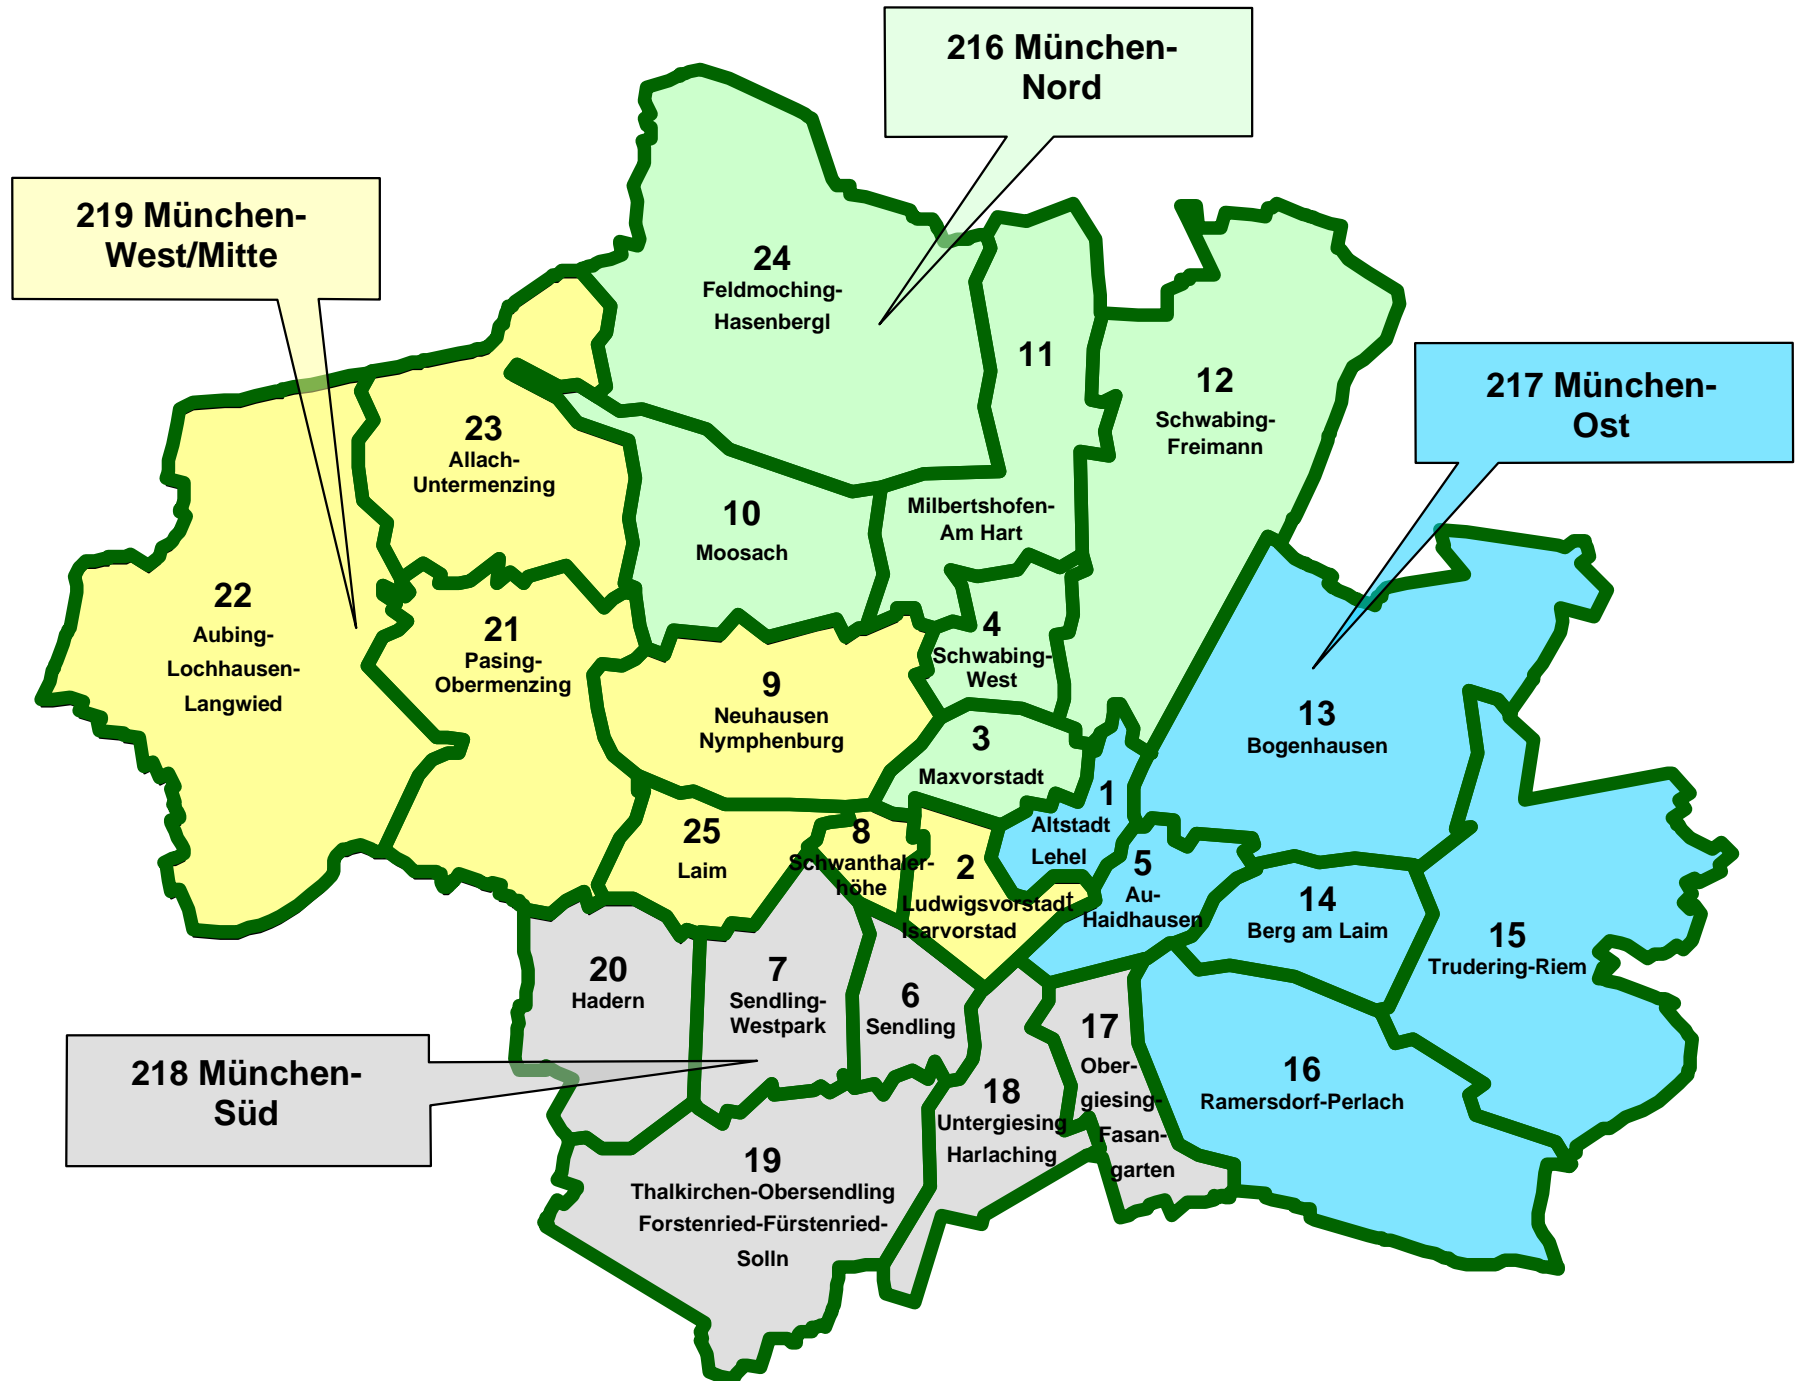 216 München-
Nord
219 München-
West/Mitte
24
Feldmoching-
Hasenbergl
11
Milbertshofen-
Am Hart
12
Schwabing-
Freimann
217 München-
Ost
23
Allach-
Untermenzing
10
Moosach
22
Aubing-
Lochhausen-
Langwied
21
Pasing-
Obermenzing
4
Schwabing-
West
9
Neuhausen
Nymphenburg
3
Maxvorstadt
13
Bogenhausen
1
Altstadt
Lehel
25
Laim
8
Schwanthaler-
höhe
2
Ludwigsvorstadt
Isarvorstad
5
Au-
Haidhausen
14
Berg am Laim
15
Trudering-Riem
20
Hadern
7
Sendling-
Westpark
6
Sendling
17
Ober-
giesing-
Fasan-
garten
16
Ramersdorf-Perlach
218 München-
Süd
18
Untergiesing
Harlaching
19
Thalkirchen-Obersendling
Forstenried-Fürstenried-
Solln